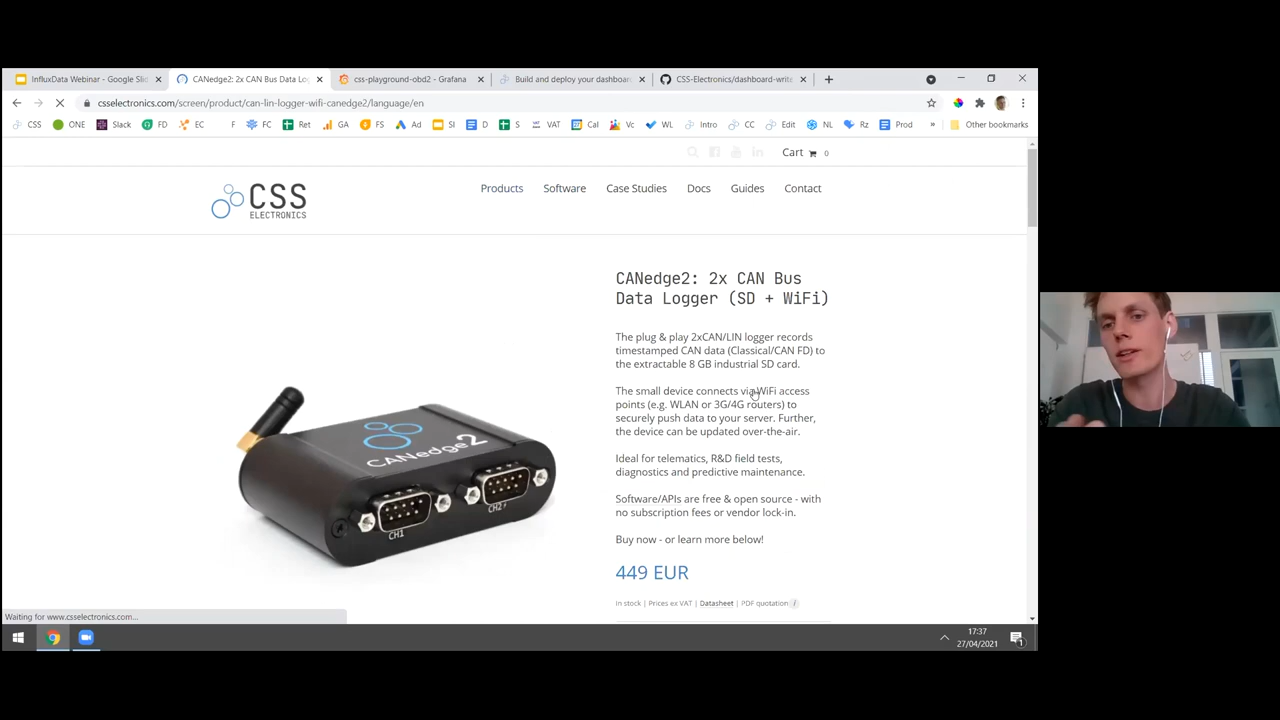 InfluxData Webinar - Google Slid
CANedge2: 2x CAN Bus Data Lo
css-playground-obd2 - Grafana
Build and deploy your dashboard
CSS-Electronics/dashboard-write
csselectronics.com/screen/product/can-lin-logger-wifi-canedge2/language/en
CSS ONE Slack FD EC F FC Ret GA FS Ad SI D S VAT Cal Vc WL Intro CC Edit NL Rz Prod » Other bookmarks
Cart 0
CSS
ELECTRONICS
Products Software Case Studies Docs Guides Contact
CANedge2: 2x CAN Bus
Data Logger (SD + WiFi)
The plug & play 2xCAN/LIN logger records
timestamped CAN data (Classical/CAN FD) to
the extractable 8 GB industrial SD card.
The small device connects via WiFi access
points (e.g. WLAN or 3G/4G routers) to
securely push data to your server. Further,
the device can be updated over-the-air.
Ideal for telematics, R&D field tests,
diagnostics and predictive maintenance.
Software/APIs are free & open source - with
no subscription fees or vendor lock-in.
Buy now - or learn more below!
449 EUR
In stock | Prices ex VAT | Datasheet | PDF quotation i
CANedge2
CH1
CH2
Waiting for www.csselectronics.com...
17:37
27/04/2021
1